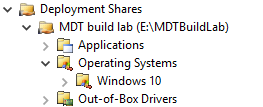 Deployment Shares
MDT build lab (E:\MDTBuildLab)
Applications
Operating Systems
Windows 10
Out-of-Box Drivers